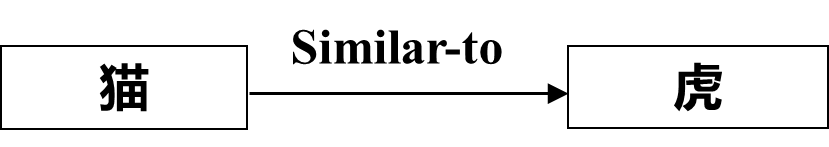 Similar-to
猫
虎